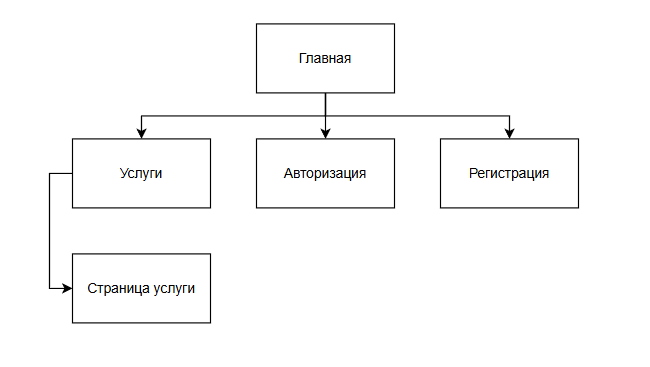 Главная
Услуги
Авторизация
Регистрация
Страница услуги